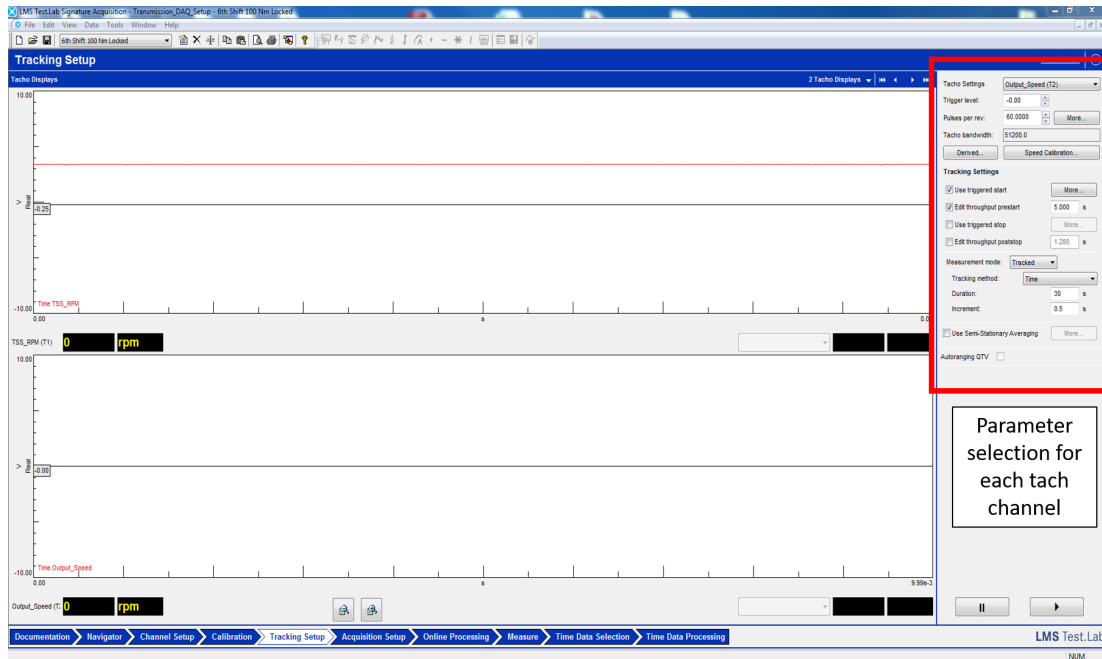 LMS Test.Lab Signature Acquisition - Transmission_DAQ_Setup - 6th Shift 100 Nm Locked
File Edit View Data Tools Window Help
6th Shift 100 Nm Locked
Tracking Setup
Tacho Displays
2 Tacho Displays
10.00
V
Real
-0.25
-10.00
Time TSS_RPM
0.00
s
0.0
TSS_RPM (T1) 0 rpm
10.00
V
Real
-0.00
-10.00
Time Output_Speed
0.00
s
9.99e-3
Output_Speed (T: 0 rpm
Tacho Settings Output_Speed (T2)
Trigger level: -0.00
Pulses per rev: 60.0000 More...
Tacho bandwidth: 51200.0
Derived... Speed Calibration...
Tracking Settings
Use triggered start More...
Edit throughput prestart 5.000 s
Use triggered stop More...
Edit throughput poststop 1.280 s
Measurement mode: Tracked
Tracking method: Time
Duration: 30 s
Increment: 0.5 s
Use Semi-Stationary Averaging More...
Autoranging QTV
Parameter
selection for
each tach
channel
Documentation Navigator Channel Setup Calibration Tracking Setup Acquisition Setup Online Processing Measure Time Data Selection Time Data Processing
LMS Test.Lab
NUM